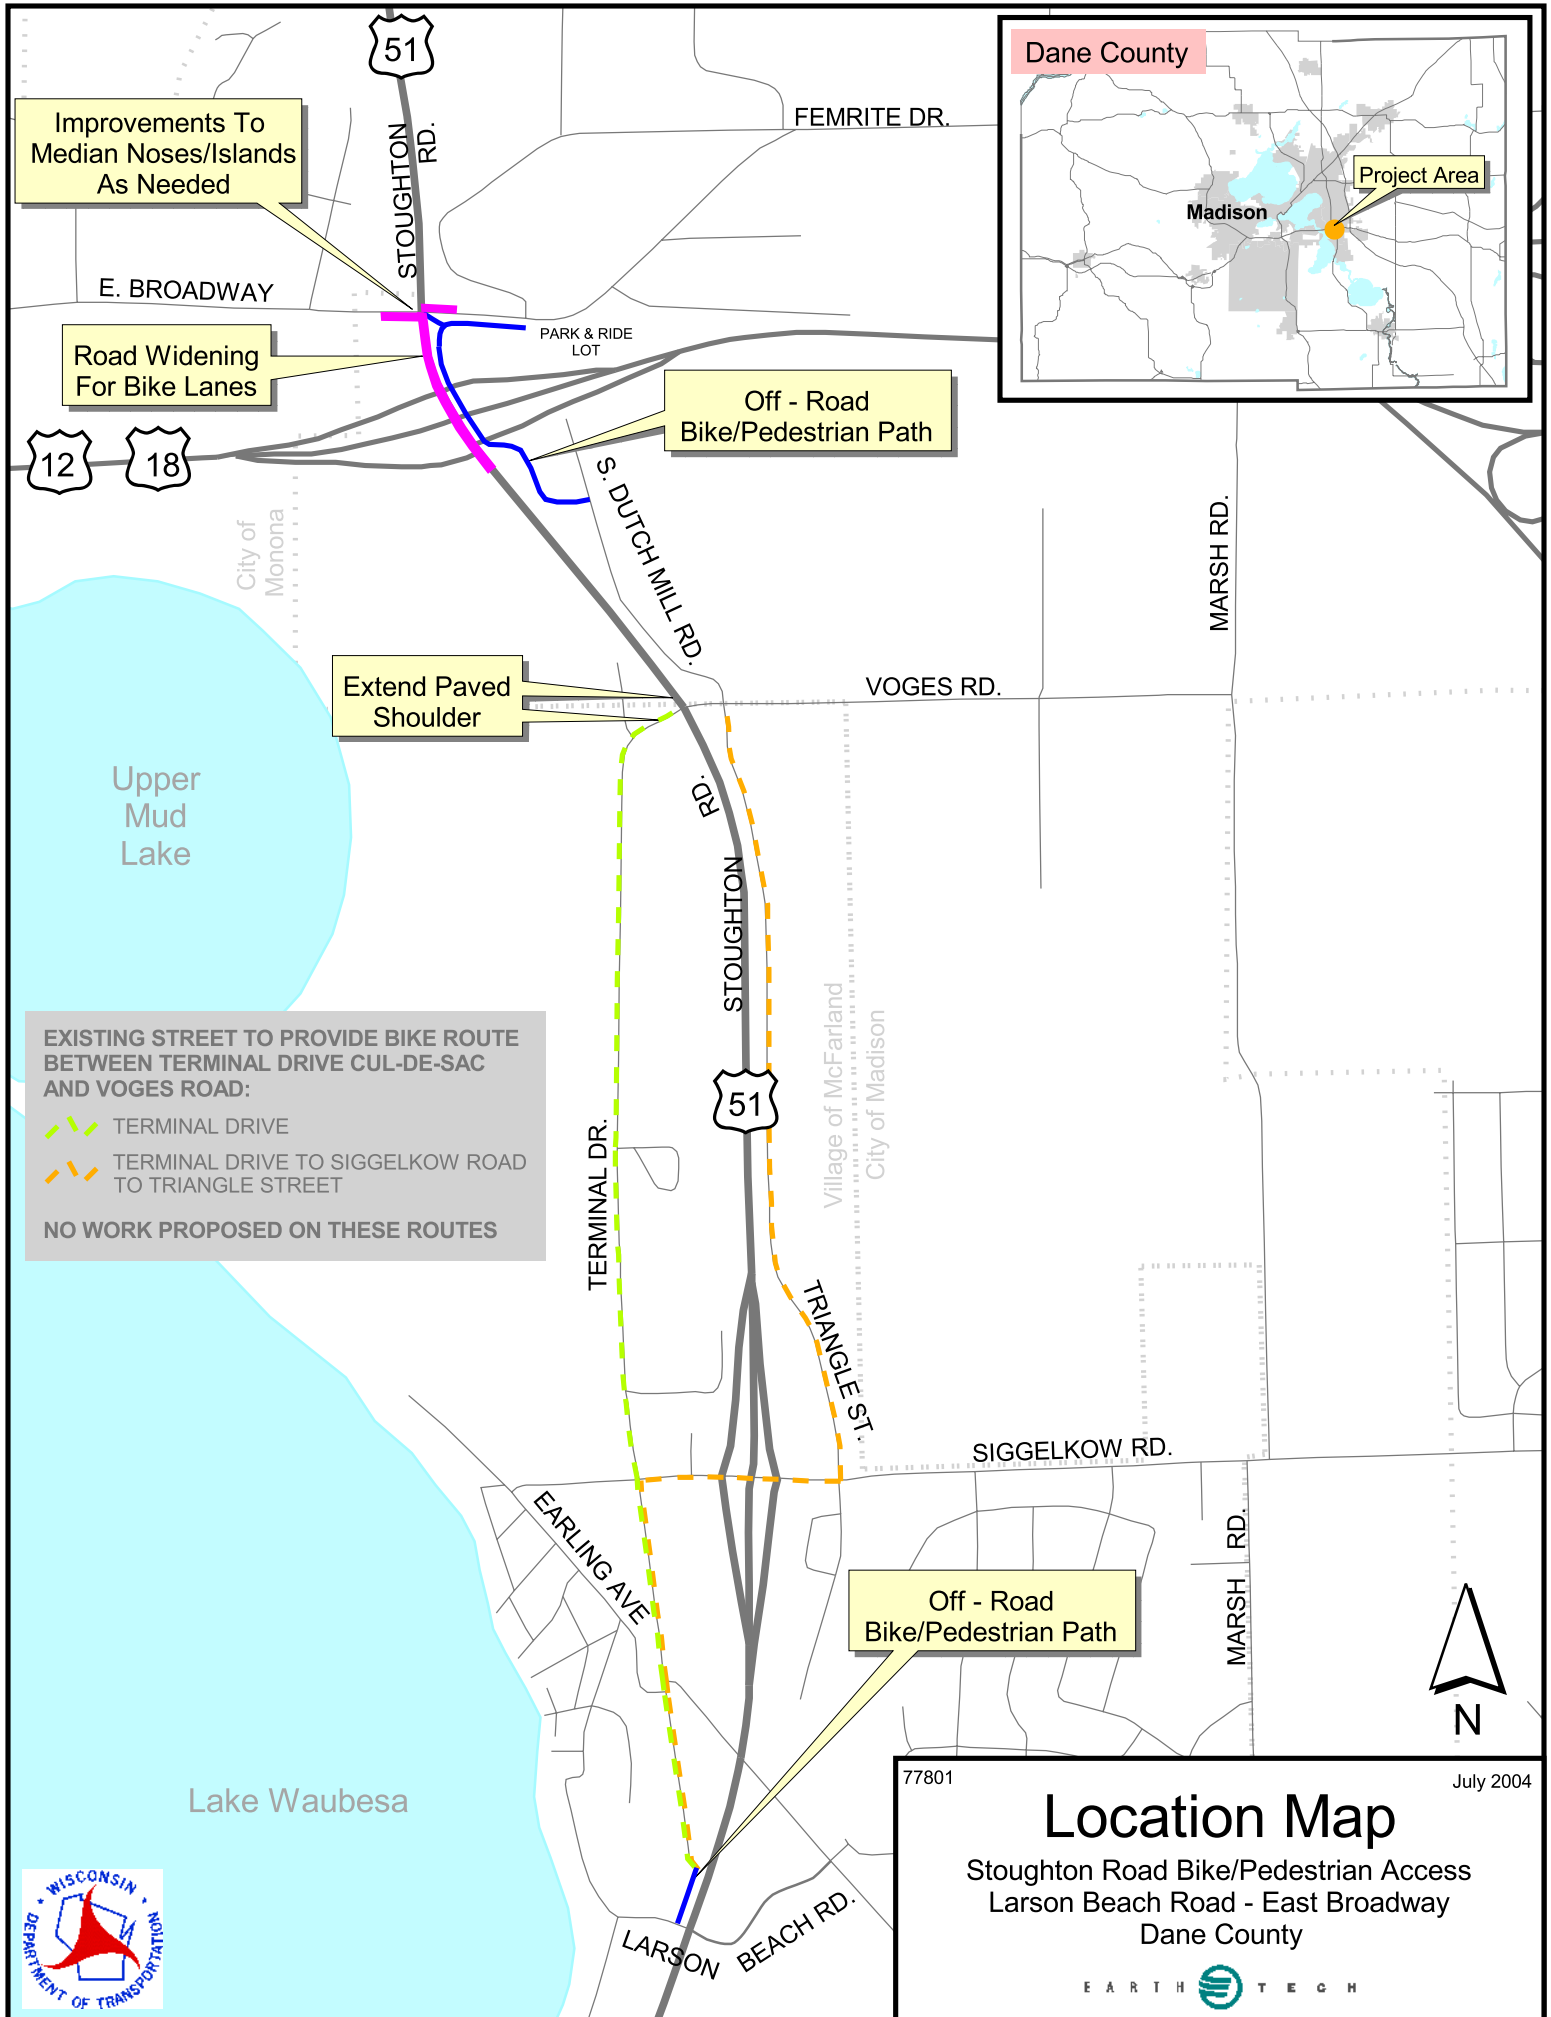 51
Dane County
Improvements To
Median Noses/Islands
As Needed
STOUGHTON
RD.
FEMRITE DR.
Project Area
Madison
E. BROADWAY
PARK & RIDE
LOT
Road Widening
For Bike Lanes
Off - Road
Bike/Pedestrian Path
12
18
S. DUTCH MILL RD.
MARSH RD.
City of
Monona
Extend Paved
Shoulder
VOGES RD.
Upper
Mud
Lake
RD.
STOUGHTON
Village of McFarland
City of Madison
EXISTING STREET TO PROVIDE BIKE ROUTE
BETWEEN TERMINAL DRIVE CUL-DE-SAC
AND VOGES ROAD:
TERMINAL DRIVE
TERMINAL DRIVE TO SIGGELKOW ROAD
TO TRIANGLE STREET
NO WORK PROPOSED ON THESE ROUTES
51
TERMINAL DR.
TRIANGLE ST.
SIGGELKOW RD.
EARLING AVE
MARSH RD.
Off - Road
Bike/Pedestrian Path
N
Lake Waubesa
77801
July 2004
Location Map
Stoughton Road Bike/Pedestrian Access
Larson Beach Road - East Broadway
Dane County
EARTH TECH
LARSON BEACH RD.
WISCONSIN
DEPARTMENT OF TRANSPORTATION